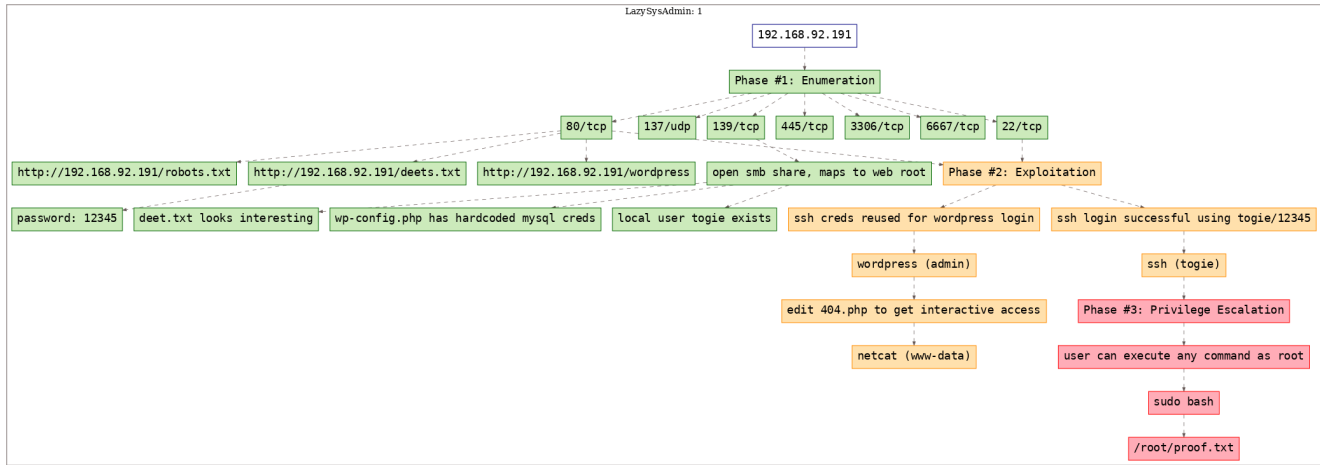 LazySysAdmin: 1
192.168.92.191
Phase #1: Enumeration
80/tcp
137/udp
139/tcp
445/tcp
3306/tcp
6667/tcp
22/tcp
http://192.168.92.191/robots.txt
http://192.168.92.191/deets.txt
http://192.168.92.191/wordpress
open smb share, maps to web root
Phase #2: Exploitation
password: 12345
deet.txt looks interesting
wp-config.php has hardcoded mysql creds
local user togie exists
ssh creds reused for wordpress login
ssh login successful using togie/12345
wordpress (admin)
ssh (togie)
edit 404.php to get interactive access
Phase #3: Privilege Escalation
netcat (www-data)
user can execute any command as root
sudo bash
/root/proof.txt